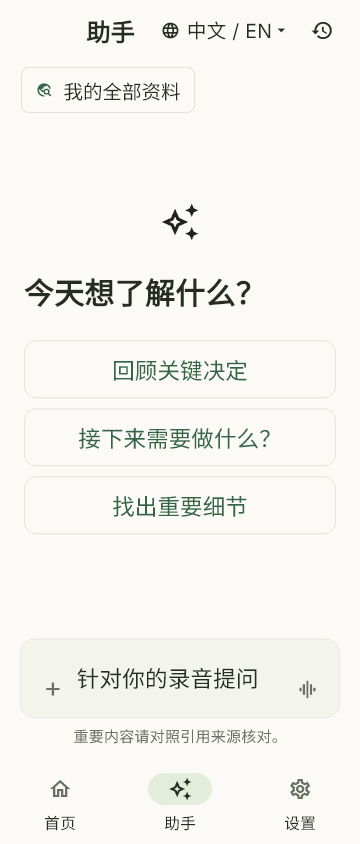 助手
中文 / EN
我的全部资料
今天想了解什么？
回顾关键决定
接下来需要做什么？
找出重要细节
针对你的录音提问
重要内容请对照引用来源核对。
首页
助手
设置